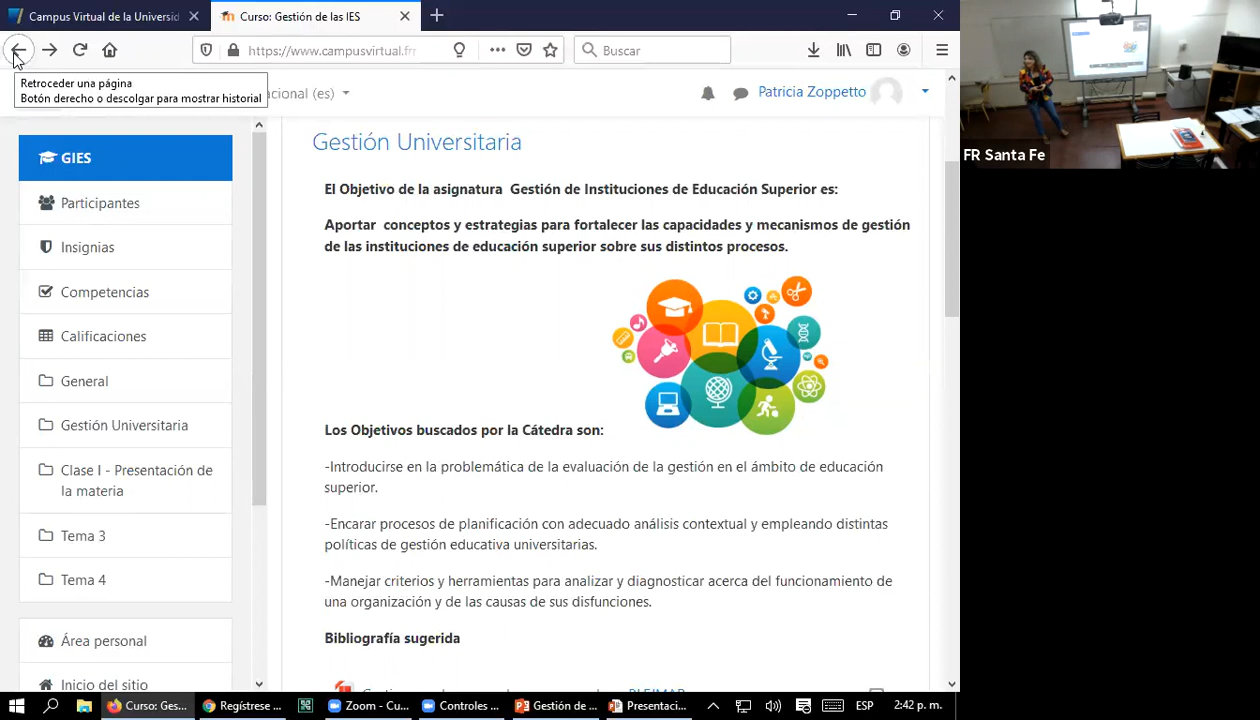 Campus Virtual de la Universid
Curso: Gestión de las IES
https://www.campusvirtual.fr
Buscar
Retroceder una página
Botón derecho o descolgar para mostrar historial
acional (es)
Patricia Zoppetto
FR Santa Fe
GIES
Participantes
Insignias
Competencias
Calificaciones
General
Gestión Universitaria
Clase I - Presentación de
la materia
Tema 3
Tema 4
Área personal
Inicio del sitio
Gestión Universitaria
El Objetivo de la asignatura Gestión de Instituciones de Educación Superior es:
Aportar conceptos y estrategias para fortalecer las capacidades y mecanismos de gestión
de las instituciones de educación superior sobre sus distintos procesos.
Los Objetivos buscados por la Cátedra son:
-Introducirse en la problemática de la evaluación de la gestión en el ámbito de educación
superior.
-Encarar procesos de planificación con adecuado análisis contextual y empleando distintas
políticas de gestión educativa universitarias.
-Manejar criterios y herramientas para analizar y diagnosticar acerca del funcionamiento de
una organización y de las causas de sus disfunciones.
Bibliografía sugerida
Curso: Ges...
Regístrese ...
Zoom - Cu...
Controles ...
Gestión de ...
Presentaci...
ESP
2:42 p. m.